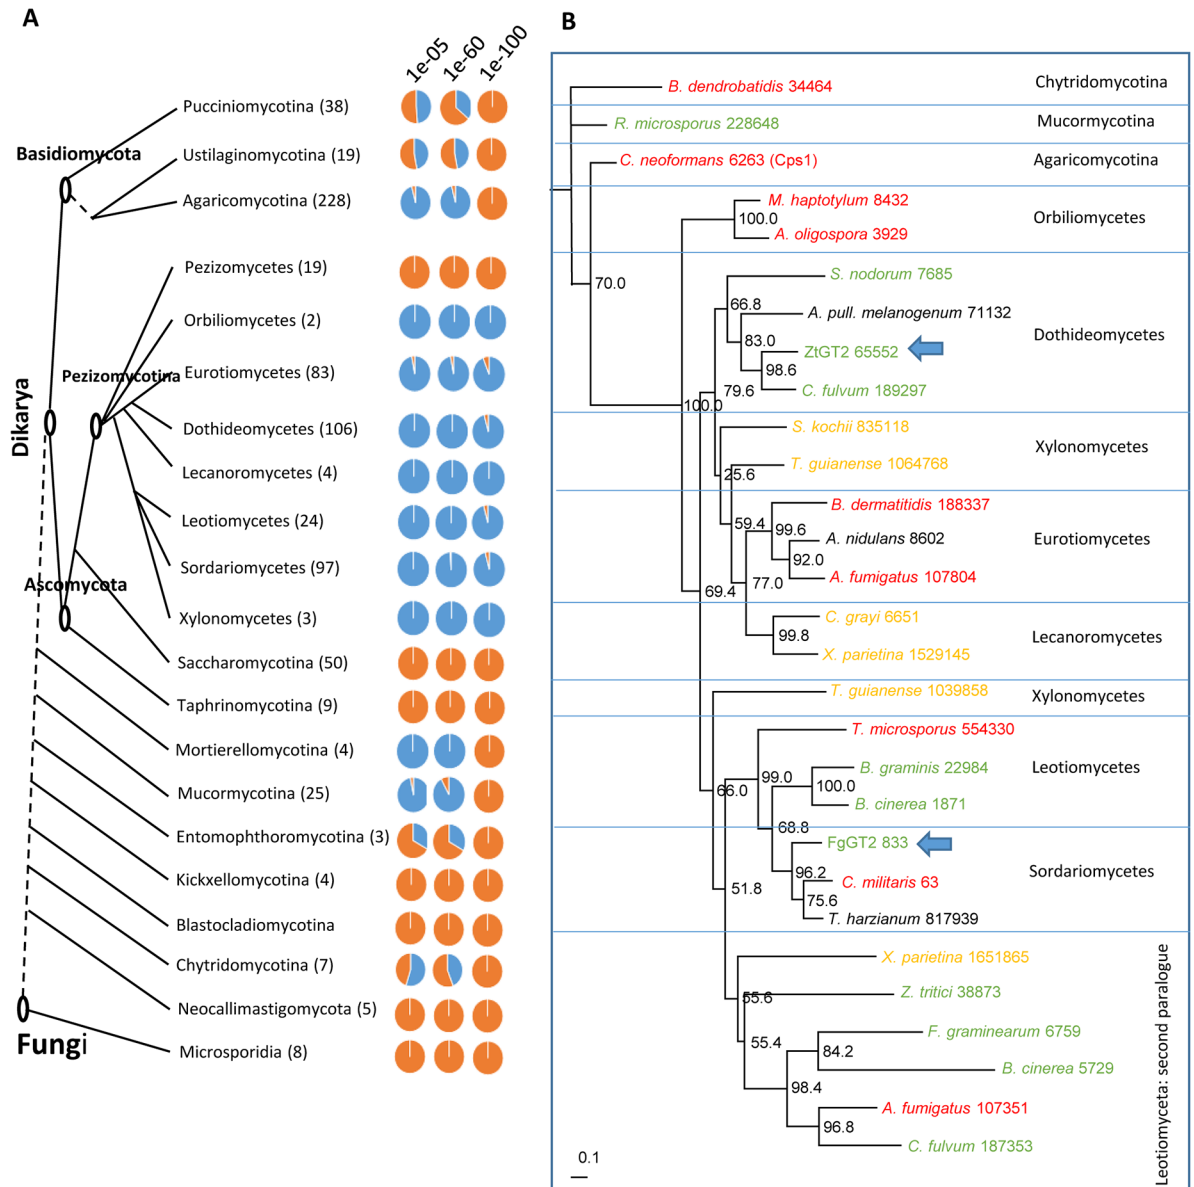 A
1e-05
1e-60
1e-100
Pucciniomycotina (38)
Basidiomycota
Ustilaginomycotina (19)
Agaricomycotina (228)
Pezizomycetes (19)
Orbiliomycetes (2)
Pezizomycotina
Eurotiomycetes (83)
Dikarya
Dothideomycetes (106)
Lecanoromycetes (4)
Leotiomycetes (24)
Sordariomycetes (97)
Ascomycota
Xylonomycetes (3)
Saccharomycotina (50)
Taphrinomycotina (9)
Mortierellomycotina (4)
Mucormycotina (25)
Entomophthoromycotina (3)
Kickxellomycotina (4)
Blastocladiomycotina
Chytridomycotina (7)
Neocallimastigomycota (5)
Fungi
Microsporidia (8)
B
B. dendrobatidis 34464
Chytridomycotina
R. microsporus 228648
Mucormycotina
C. neoformans 6263 (Cps1)
Agaricomycotina
M. haptotylum 8432
100.0
Orbiliomycetes
A. oligospora 3929
70.0
S. nodorum 7685
66.8
A. pull. melanogenum 71132
Dothideomycetes
83.0
ZtGT2 65552
98.6
79.6
C. fulvum 189297
100.0
S. kochii 835118
Xylonomycetes
T. guianense 1064768
25.6
B. dermatitidis 188337
59.4
99.6
A. nidulans 8602
Eurotiomycetes
92.0
A. fumigatus 107804
77.0
69.4
C. grayi 6651
99.8
Lecanoromycetes
X. parietina 1529145
T. guianense 1039858
Xylonomycetes
T. microsporus 554330
B. graminis 22984
Leotiomycetes
99.0
100.0
66.0
B. cinerea 1871
68.8
FgGT2 833
96.2
Sordariomycetes
C. militaris 63
51.8
75.6
T. harzianum 817939
X. parietina 1651865
Z. tritici 38873
55.6
F. graminearum 6759
55.4
84.2
B. cinerea 5729
98.4
A. fumigatus 107351
96.8
C. fulvum 187353
Leotiomyceta: second paralogue
0.1